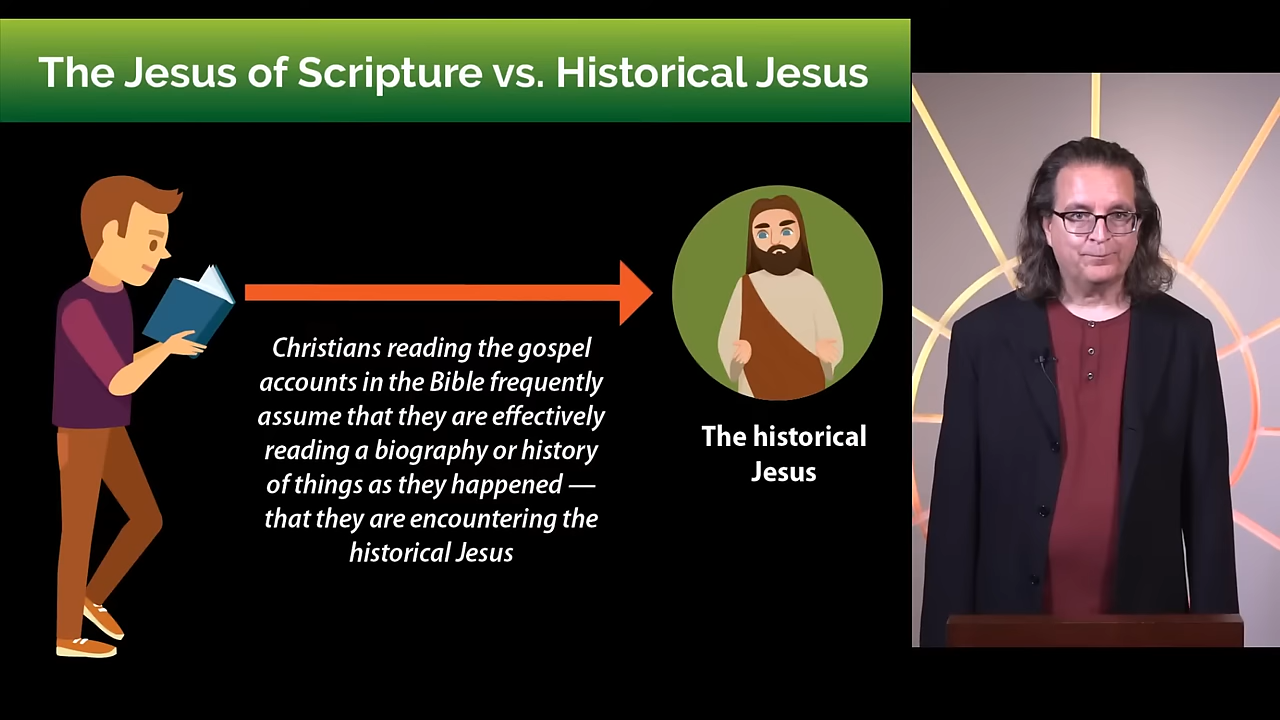 The Jesus of Scripture vs. Historical Jesus
Christians reading the gospel
accounts in the Bible frequently
assume that they are effectively
reading a biography or history
of things as they happened —
that they are encountering the
historical Jesus
The historical
Jesus